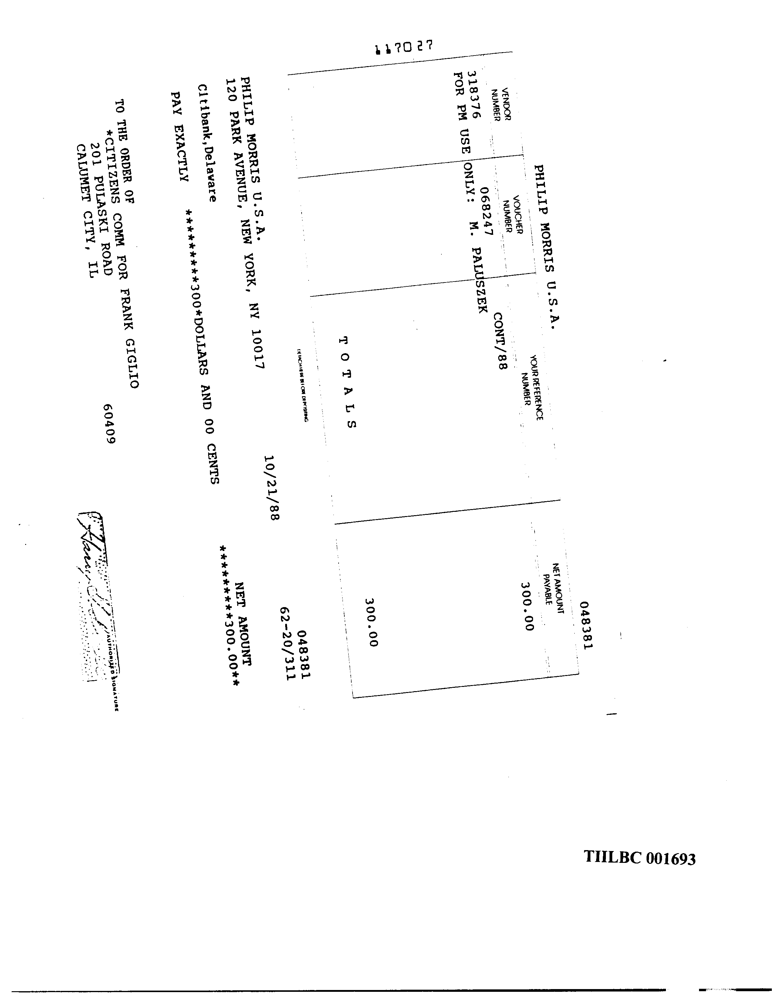 117027
PHILIP MORRIS U.S.A.
048381
VENDOR NUMBER
VOUCHER NUMBER
YOUR REFERENCE NUMBER
NET AMOUNT PAYABLE
318376 068247 CONT/88 300.00
FOR PM USE ONLY: M. PALUSZEK
T O T A L S 300.00
048381
62-20/311
PHILIP MORRIS U.S.A.
120 PARK AVENUE, NEW YORK, NY 10017
10/21/88
NET AMOUNT
*********300.00**
Citibank,Delaware
PAY EXACTLY *********300*DOLLARS AND 00 CENTS
TO THE ORDER OF
*CITIZENS COMM FOR FRANK GIGLIO
201 PULASKI ROAD
CALUMET CITY, IL 60409
AUTHORIZED SIGNATURE
TIILBC 001693